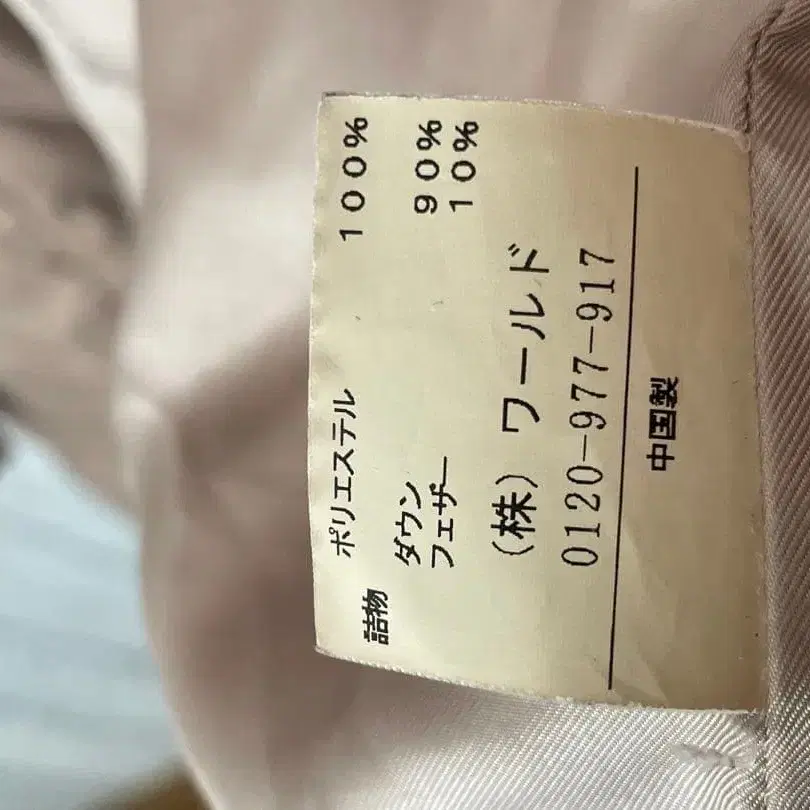 ポリエステル 100%
詰物
ダウン 90%
フェザー 10%
(株) ワールド
0120-977-917
中国製